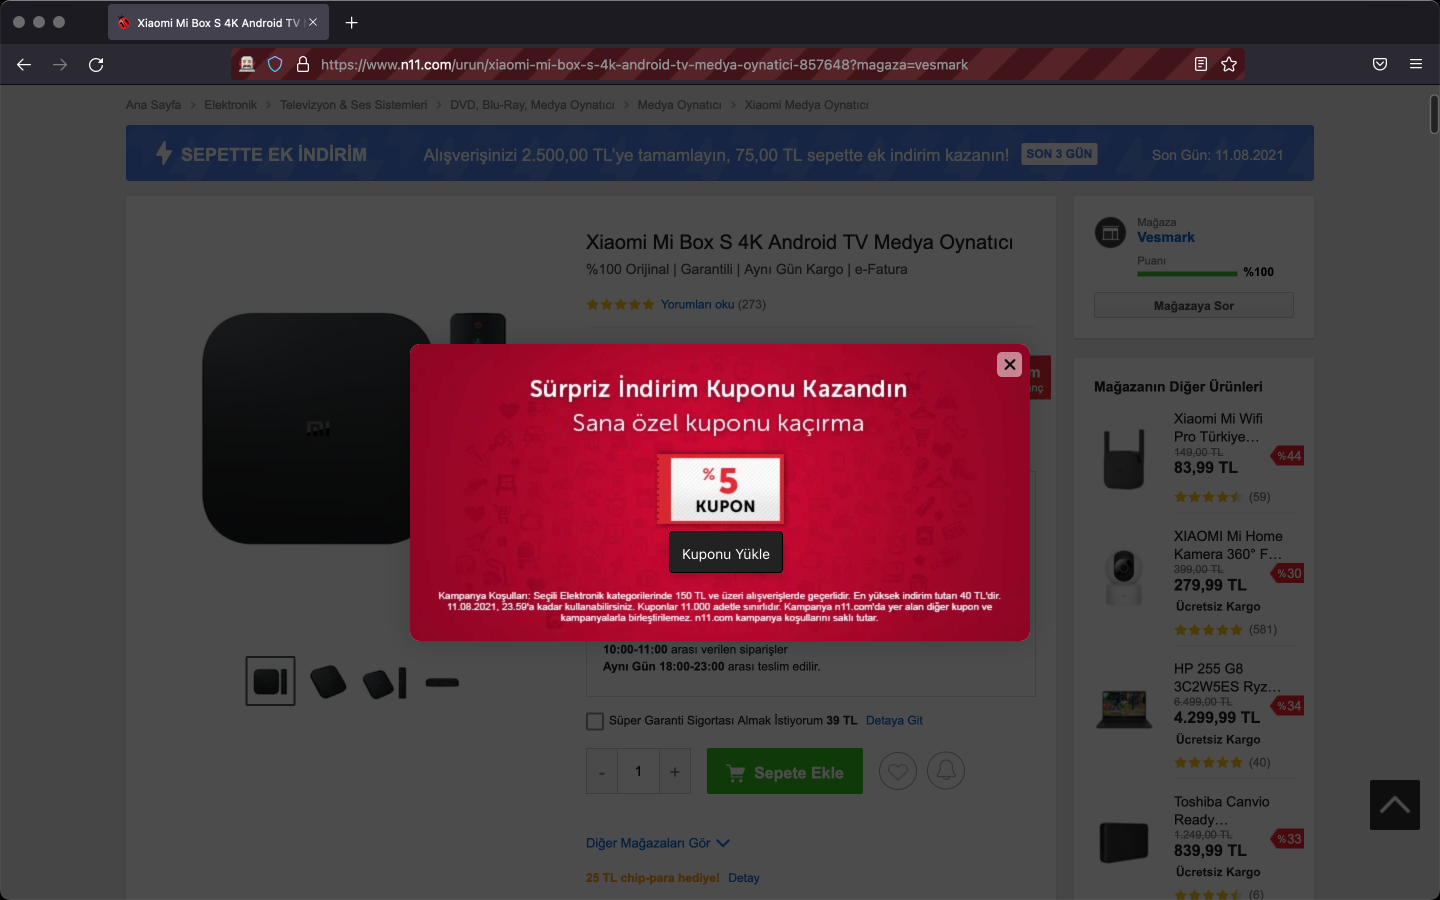 Xiaomi Mi Box S 4K Android TV
https://www.n11.com/urun/xiaomi-mi-box-s-4k-android-tv-medya-oynatici-857648?magaza=vesmark
Ana Sayfa > Elektronik > Televizyon & Ses Sistemleri > DVD, Blu-Ray, Medya Oynatıcı > Medya Oynatıcı > Xiaomi Medya Oynatıcı
SEPETTE EK İNDİRİM
Alışverişinizi 2.500,00 TL'ye tamamlayın, 75,00 TL sepette ek indirim kazanın!
SON 3 GÜN
Son Gün: 11.08.2021
Xiaomi Mi Box S 4K Android TV Medya Oynatıcı
%100 Orijinal | Garantili | Aynı Gün Kargo | e-Fatura
Yorumları oku (273)
mi
Sürpriz İndirim Kuponu Kazandın
Sana özel kuponu kaçırma
%5
KUPON
Kuponu Yükle
Kampanya Koşulları: Seçili Elektronik kategorilerinde 150 TL ve üzeri alışverişlerde geçerlidir. En yüksek indirim tutarı 40 TL'dir.
11.08.2021, 23.59'a kadar kullanabilirsiniz. Kuponlar 11.000 adetle sınırlıdır. Kampanya n11.com'da yer alan diğer kupon ve
kampanyalarla birleştirilemez. n11.com kampanya koşullarını saklı tutar.
10:00-11:00 arası verilen siparişler
Aynı Gün 18:00-23:00 arası teslim edilir.
Süper Garanti Sigortası Almak İstiyorum 39 TL Detaya Git
- 1 +
Sepete Ekle
Diğer Mağazaları Gör
25 TL chip-para hediye! Detay
Mağaza
Vesmark
Puanı
%100
Mağazaya Sor
Mağazanın Diğer Ürünleri
Xiaomi Mi Wifi
Pro Türkiye...
149,00 TL
83,99 TL
%44
(59)
XIAOMI Mi Home
Kamera 360° F...
399,00 TL
279,99 TL
%30
Ücretsiz Kargo
(581)
HP 255 G8
3C2W5ES Ryz...
6.499,00 TL
4.299,99 TL
%34
Ücretsiz Kargo
(40)
Toshiba Canvio
Ready...
1.249,00 TL
839,99 TL
%33
Ücretsiz Kargo
(6)